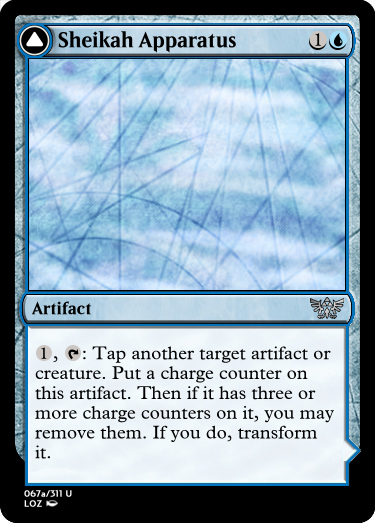 Sheikah Apparatus 1
Artifact
1, : Tap another target artifact or
creature. Put a charge counter on
this artifact. Then if it has three or
more charge counters on it, you may
remove them. If you do, transform
it.
067a/311 U
LOZ